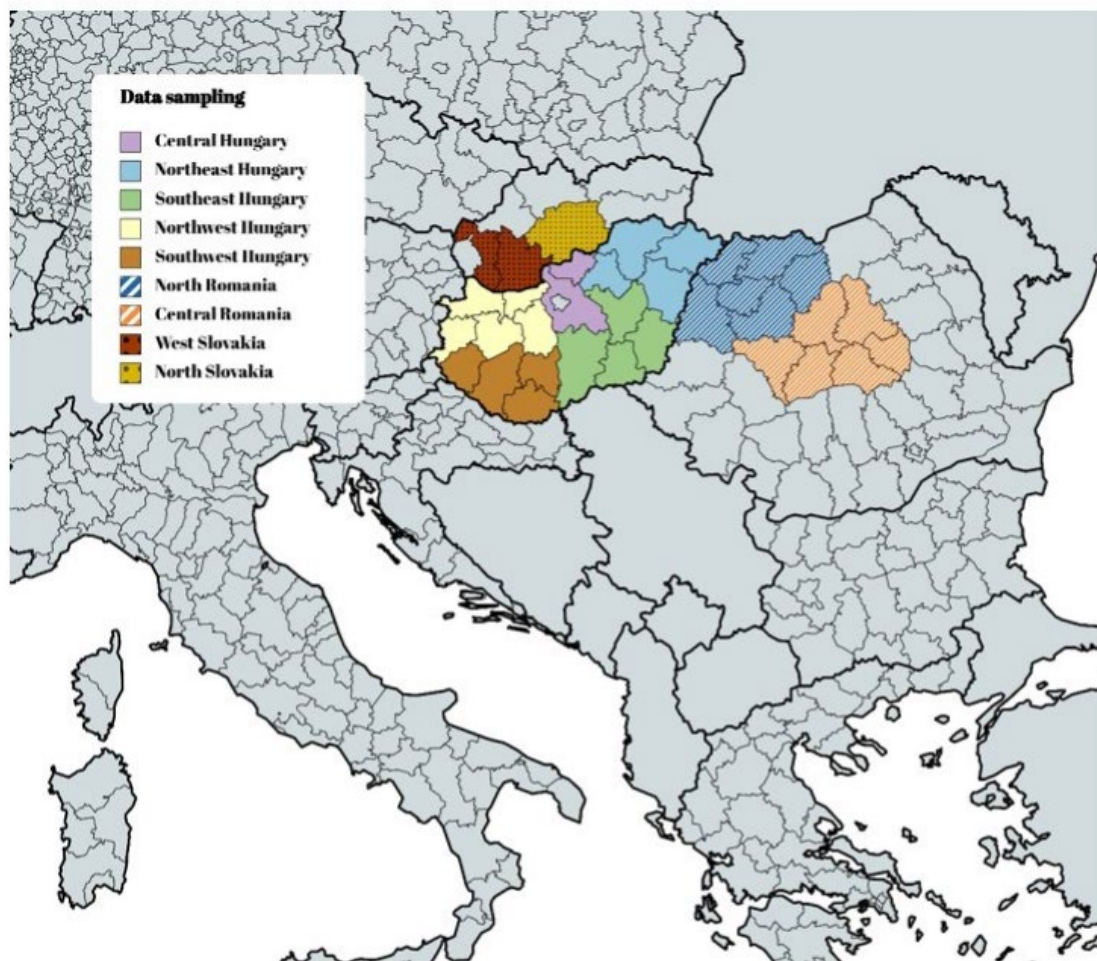 Data sampling
Central Hungary
Northeast Hungary
Southeast Hungary
Northwest Hungary
Southwest Hungary
North Romania
Central Romania
West Slovakia
North Slovakia